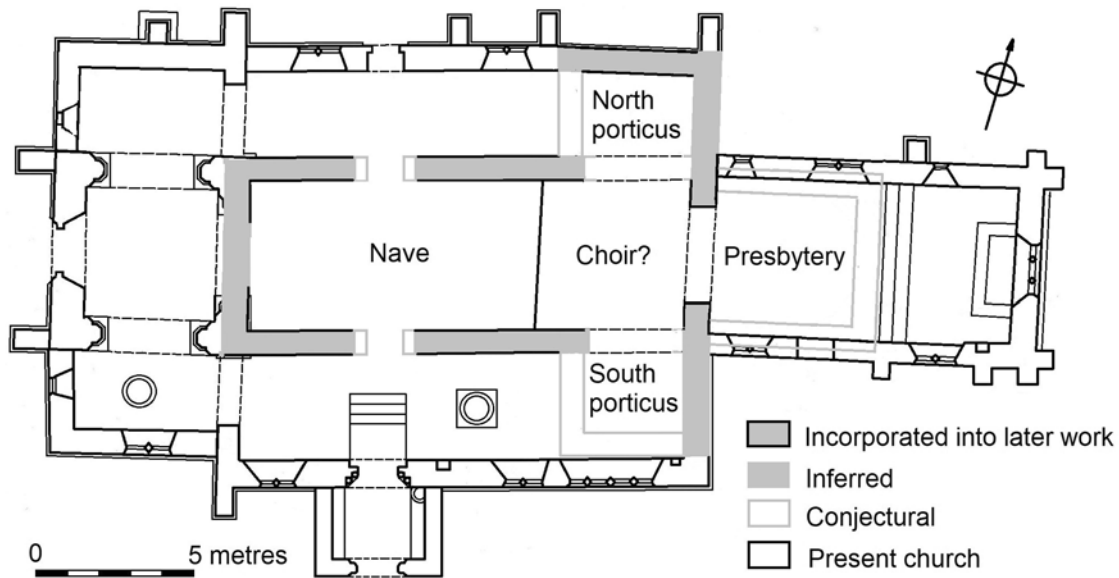 North
porticus
Nave
Choir?
Presbytery
South
porticus
Incorporated into later work
Inferred
Conjectural
Present church
0 5 metres